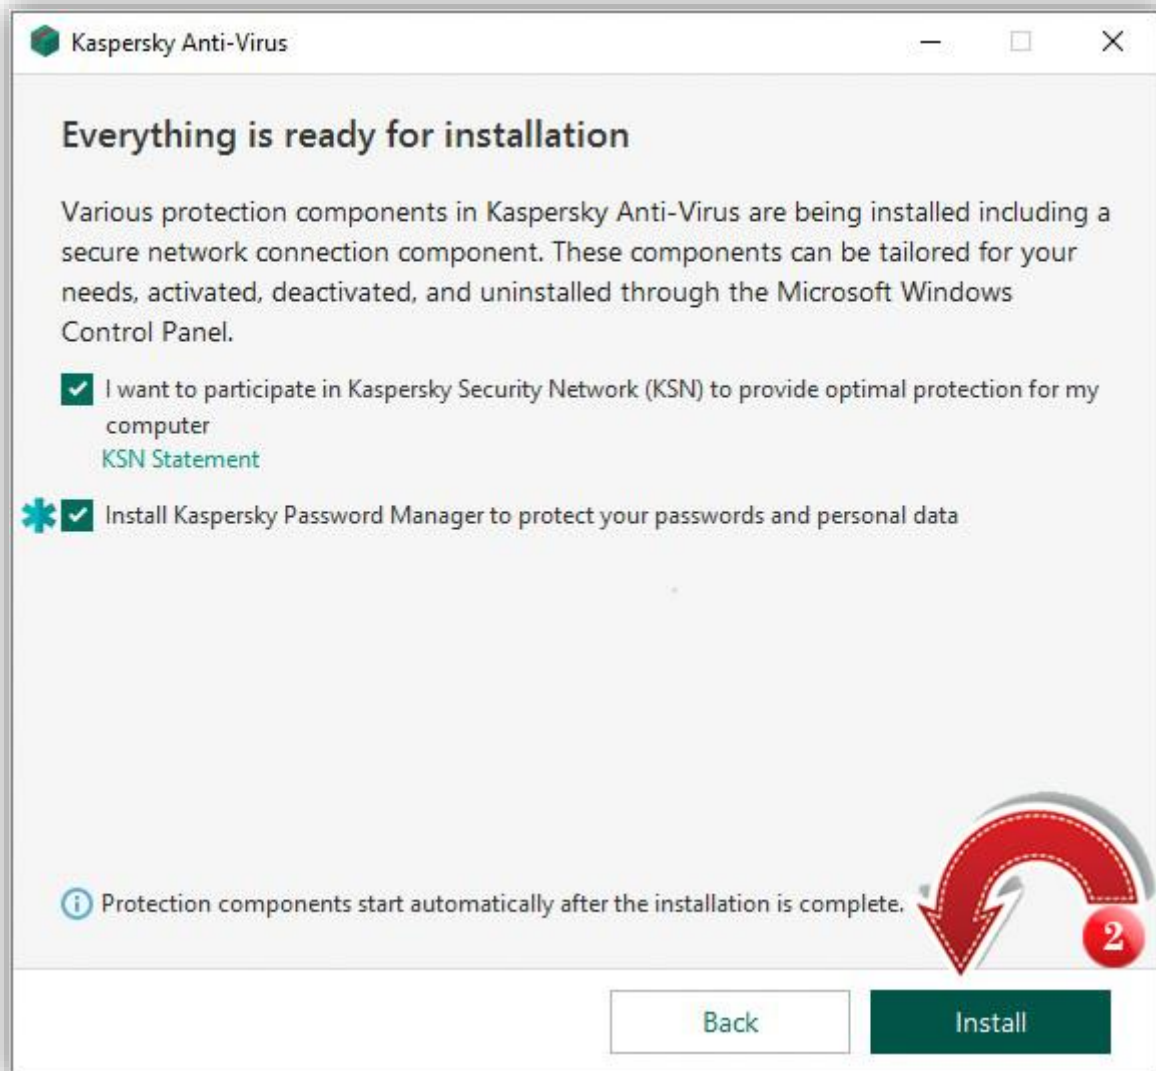 Kaspersky Anti-Virus
Everything is ready for installation
Various protection components in Kaspersky Anti-Virus are being installed including a
secure network connection component. These components can be tailored for your
needs, activated, deactivated, and uninstalled through the Microsoft Windows
Control Panel.
I want to participate in Kaspersky Security Network (KSN) to provide optimal protection for my
computer
KSN Statement
Install Kaspersky Password Manager to protect your passwords and personal data
Protection components start automatically after the installation is complete.
2
Back
Install